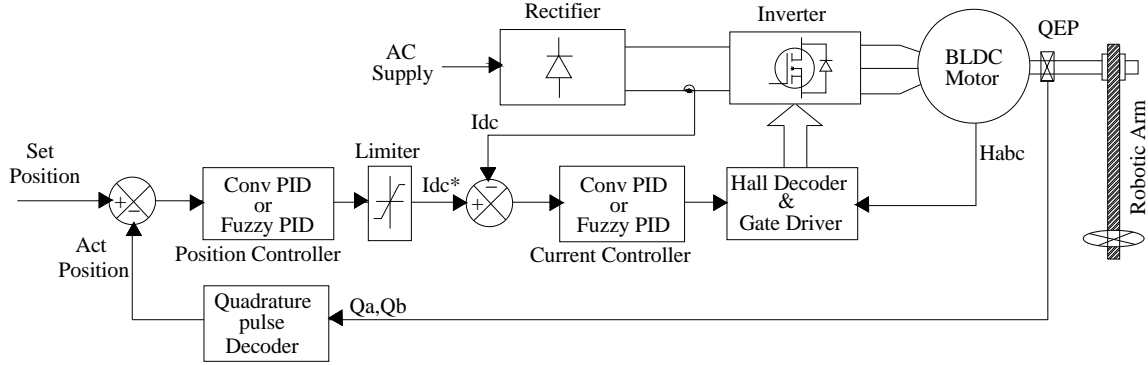 Rectifier
Inverter
QEP
AC
Supply
BLDC
Motor
Idc
Habc
Robotic Arm
Set
Position
Limiter
Conv PID
or
Fuzzy PID
Idc*
Conv PID
or
Fuzzy PID
Hall Decoder
&
Gate Driver
+
−
−
+
Act
Position
Position Controller
Current Controller
Quadrature
pulse
Decoder
Qa,Qb